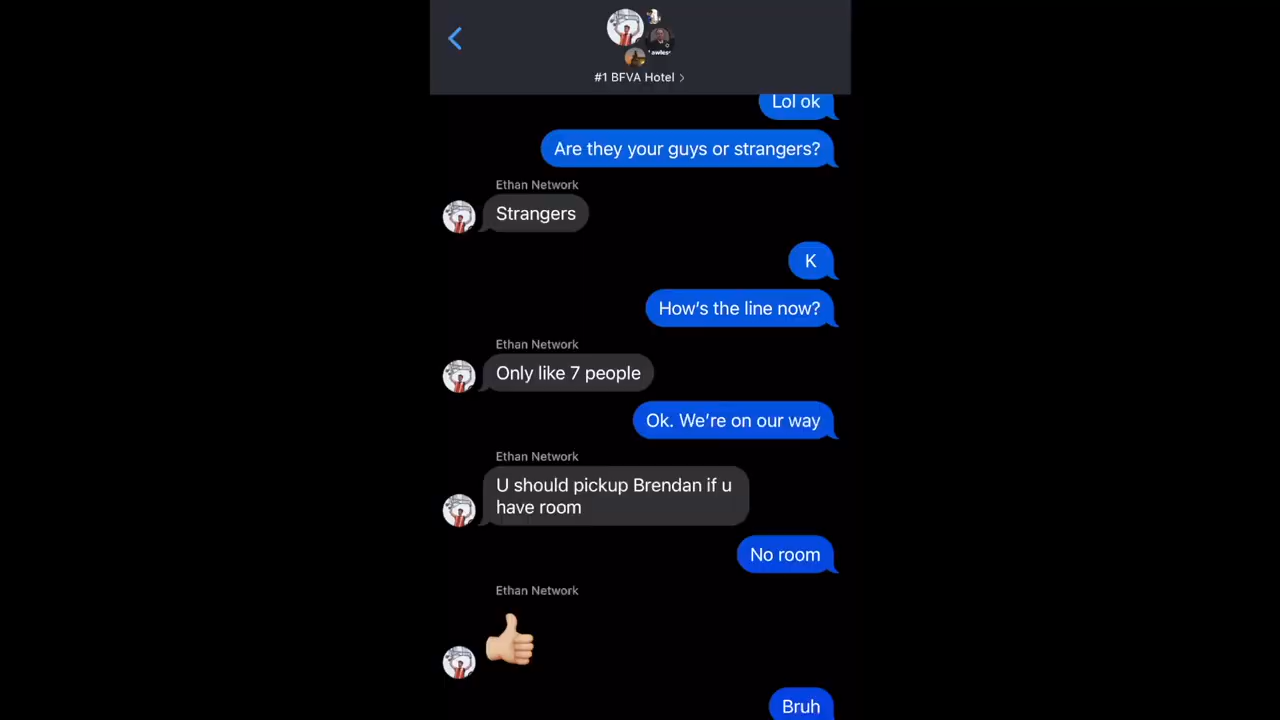 #1 BFVA Hotel
Lol ok
Are they your guys or strangers?
Ethan Network
Strangers
K
How’s the line now?
Ethan Network
Only like 7 people
Ok. We’re on our way
Ethan Network
U should pickup Brendan if u
have room
No room
Ethan Network
Bruh